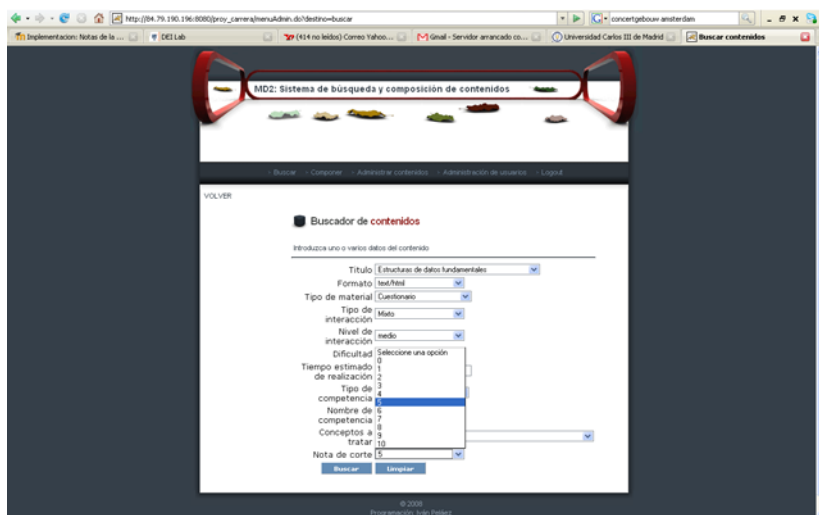 http://84.79.190.196:8080/proy_carrera/menuAdmin.do?destino=buscar
concertgebouw amsterdam
Implementacion: Notas de la ...
DEI Lab
(414 no leídos) Correo Yahoo...
Gmail - Servidor arrancado co...
Universidad Carlos III de Madrid
Buscar contenidos
MD2: Sistema de búsqueda y composición de contenidos
Buscar
Componer
Administrar contenidos
Administración de usuarios
Logout
VOLVER
Buscador de contenidos
Introduzca uno o varios datos del contenido
Título Estructuras de datos fundamentales
Formato text/html
Tipo de material Cuestionario
Tipo de interacción Mixto
Nivel de interacción medio
Dificultad
Tiempo estimado de realización
Tipo de competencia
Nombre de competencia
Conceptos a tratar
Seleccione una opción
0
1
2
3
4
5
6
7
8
9
10
Nota de corte 5
Buscar
Limpiar
© 2008
Programación: Iván Peláez